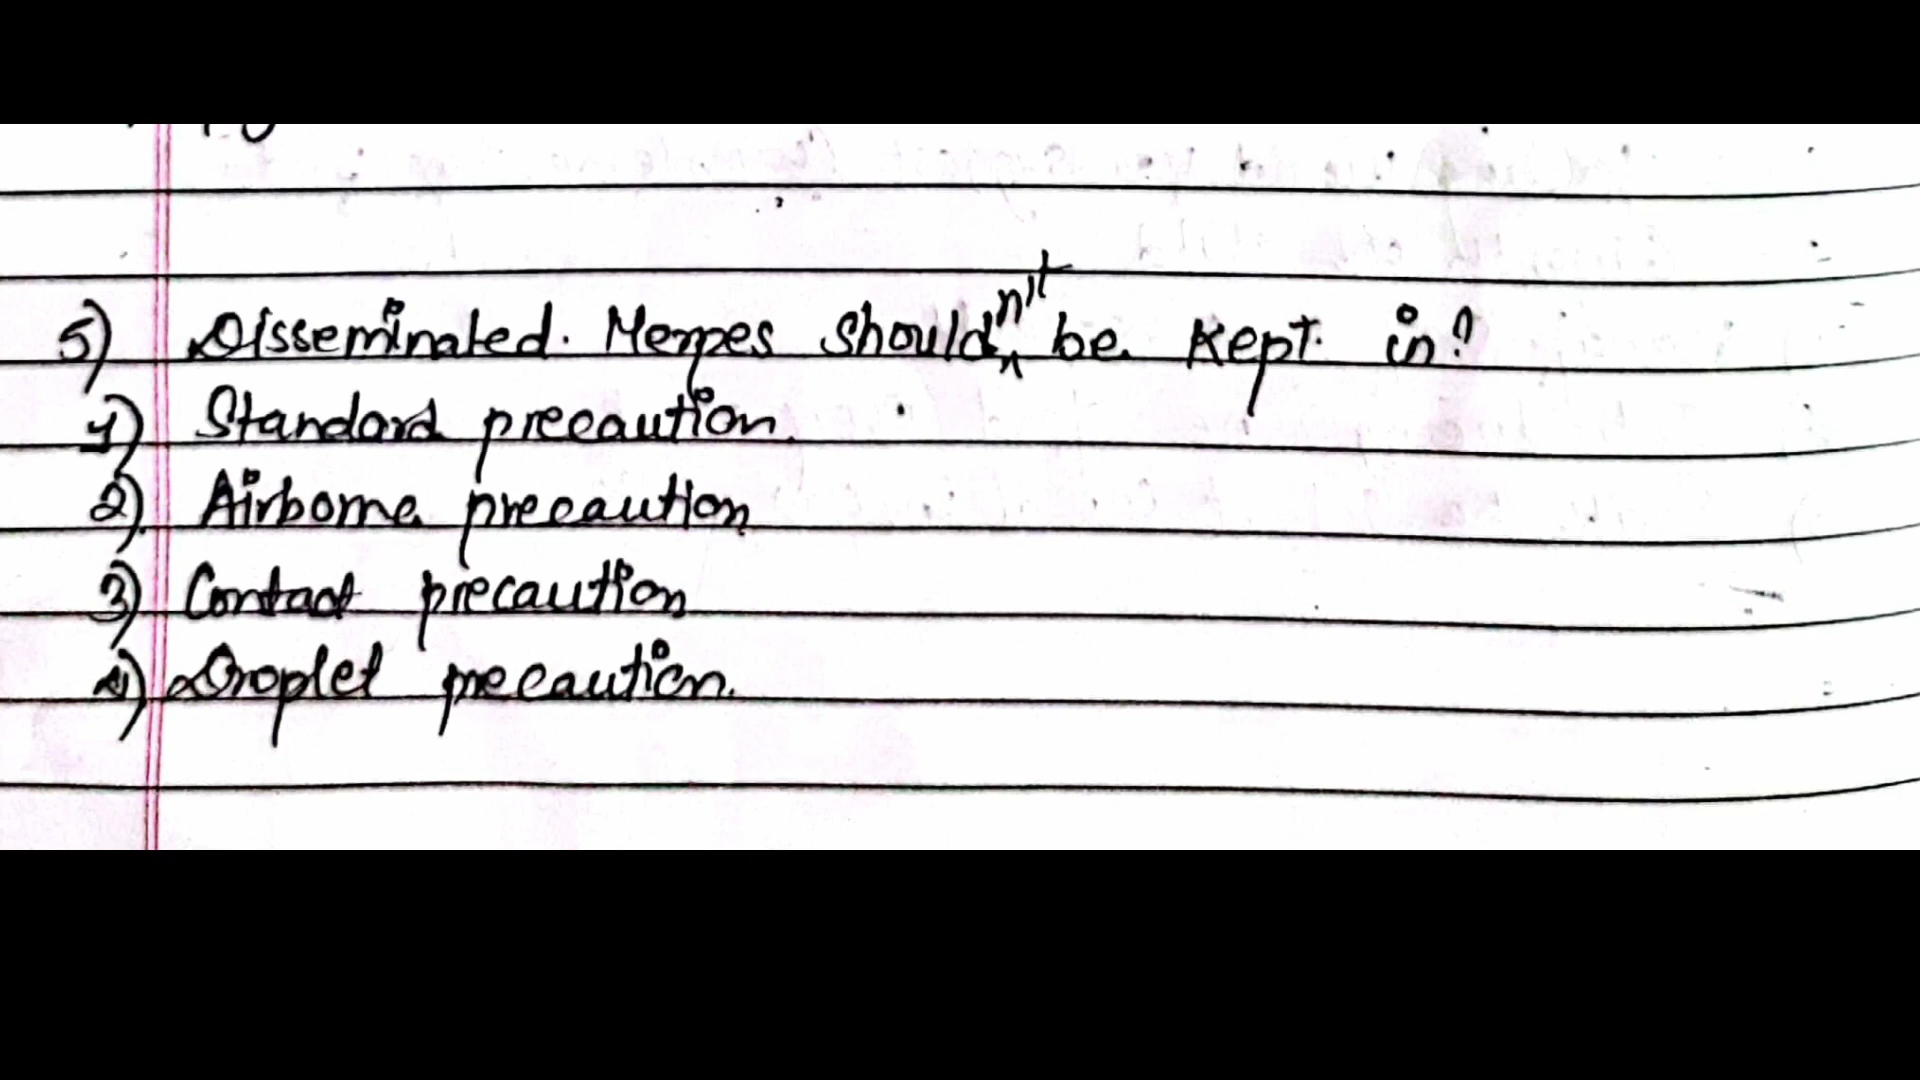 5) Disseminated. Herpes shouldn't be kept in?
1) Standard precaution.
2) Airborne precaution
3) Contact precaution
4) Droplet precaution.